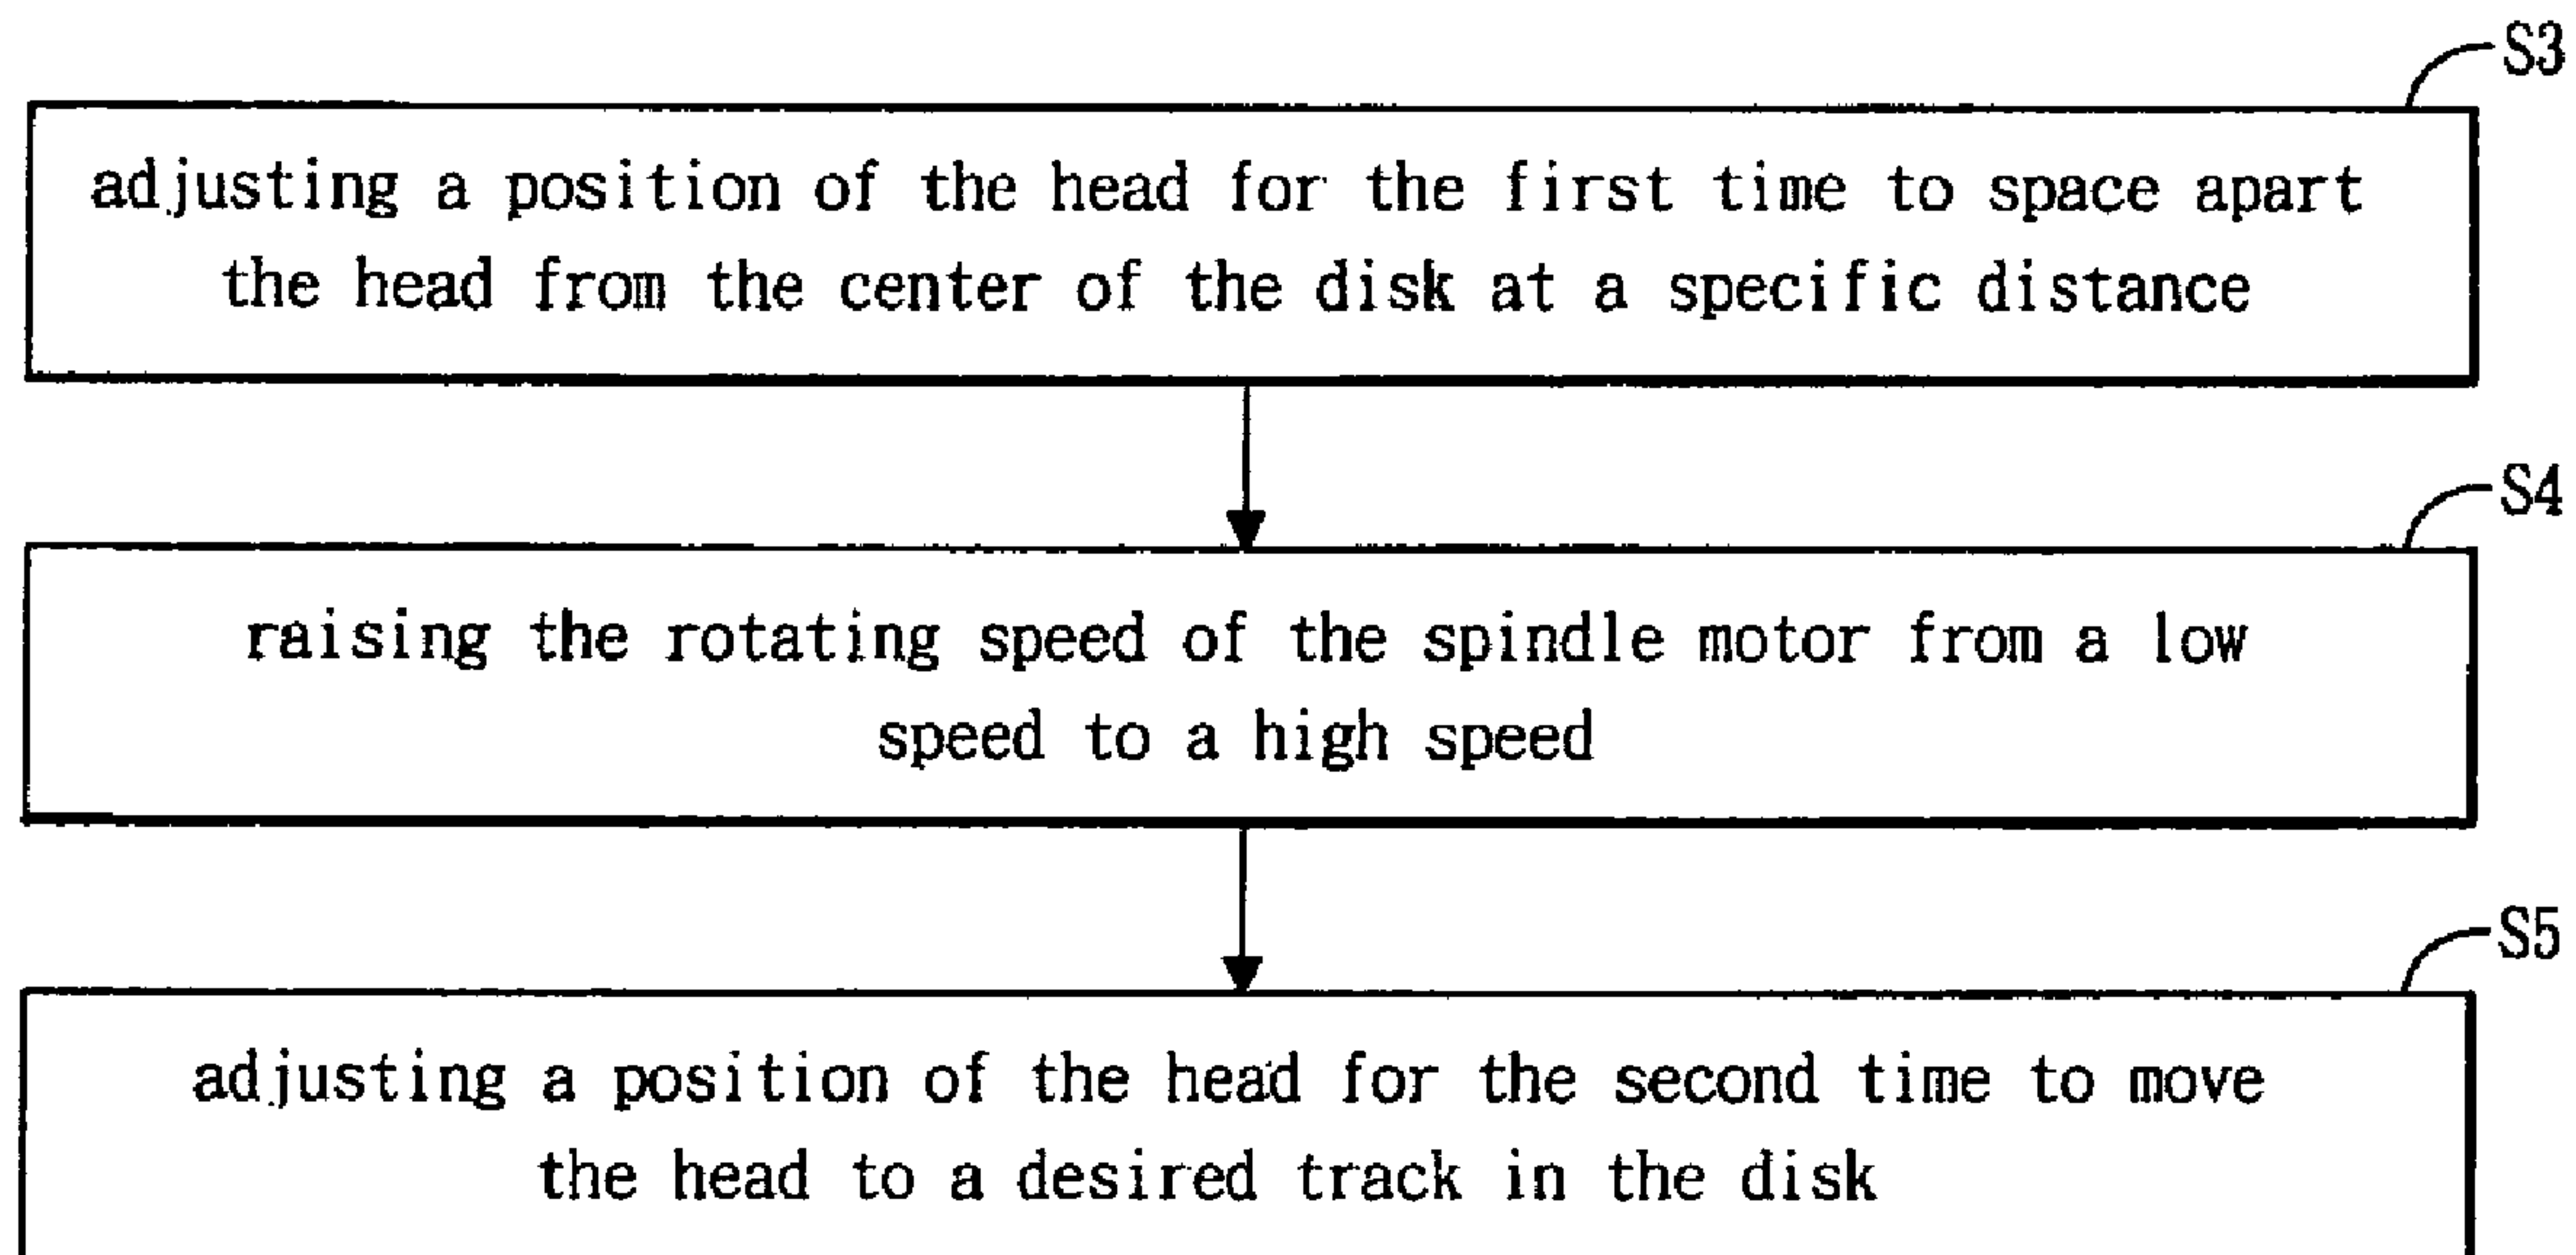 S3
adjusting a position of the head for the first time to space apart
the head from the center of the disk at a specific distance
S4
raising the rotating speed of the spindle motor from a low
speed to a high speed
S5
adjusting a position of the head for the second time to move
the head to a desired track in the disk